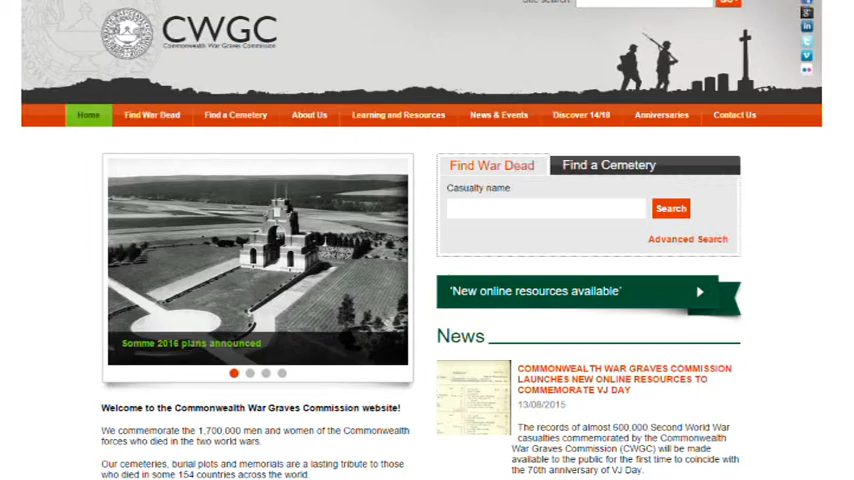 Site search:
GO
CWGC
Commonwealth War Graves Commission
Home
Find War Dead
Find a Cemetery
About Us
Learning and Resources
News & Events
Discover 14/18
Anniversaries
Contact Us
Find War Dead
Find a Cemetery
Casualty name
Search
Advanced Search
'New online resources available'
Somme 2016 plans announced
News
COMMONWEALTH WAR GRAVES COMMISSION
LAUNCHES NEW ONLINE RESOURCES TO
COMMEMORATE VJ DAY
13/08/2015
The records of almost 600,000 Second World War
casualties commemorated by the Commonwealth
War Graves Commission (CWGC) will be made
available to the public for the first time to coincide with
the 70th anniversary of VJ Day.
Welcome to the Commonwealth War Graves Commission website!
We commemorate the 1,700,000 men and women of the Commonwealth
forces who died in the two world wars.
Our cemeteries, burial plots and memorials are a lasting tribute to those
who died in some 154 countries across the world.